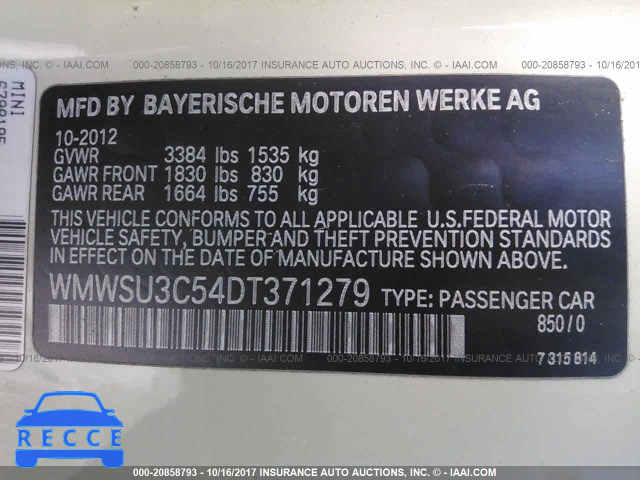 000-20858793 - 10/16/2017 INSURANCE AUTO AUCTIONS, INC. - © IAAI.COM
MINI
6798185
MFD BY BAYERISCHE MOTOREN WERKE AG
10-2012
GVWR 3384 lbs 1535 kg
GAWR FRONT 1830 lbs 830 kg
GAWR REAR 1664 lbs 755 kg
THIS VEHICLE CONFORMS TO ALL APPLICABLE U.S.FEDERAL MOTOR
VEHICLE SAFETY, BUMPER AND THEFT PREVENTION STANDARDS
IN EFFECT ON THE DATE OF MANUFACTURE SHOWN ABOVE.
WMWSU3C54DT371279 TYPE: PASSENGER CAR
850/0
7 315 814
RECCE
000-20858793 - 10/16/2017 INSURANCE AUTO AUCTIONS, INC. - © IAAI.COM